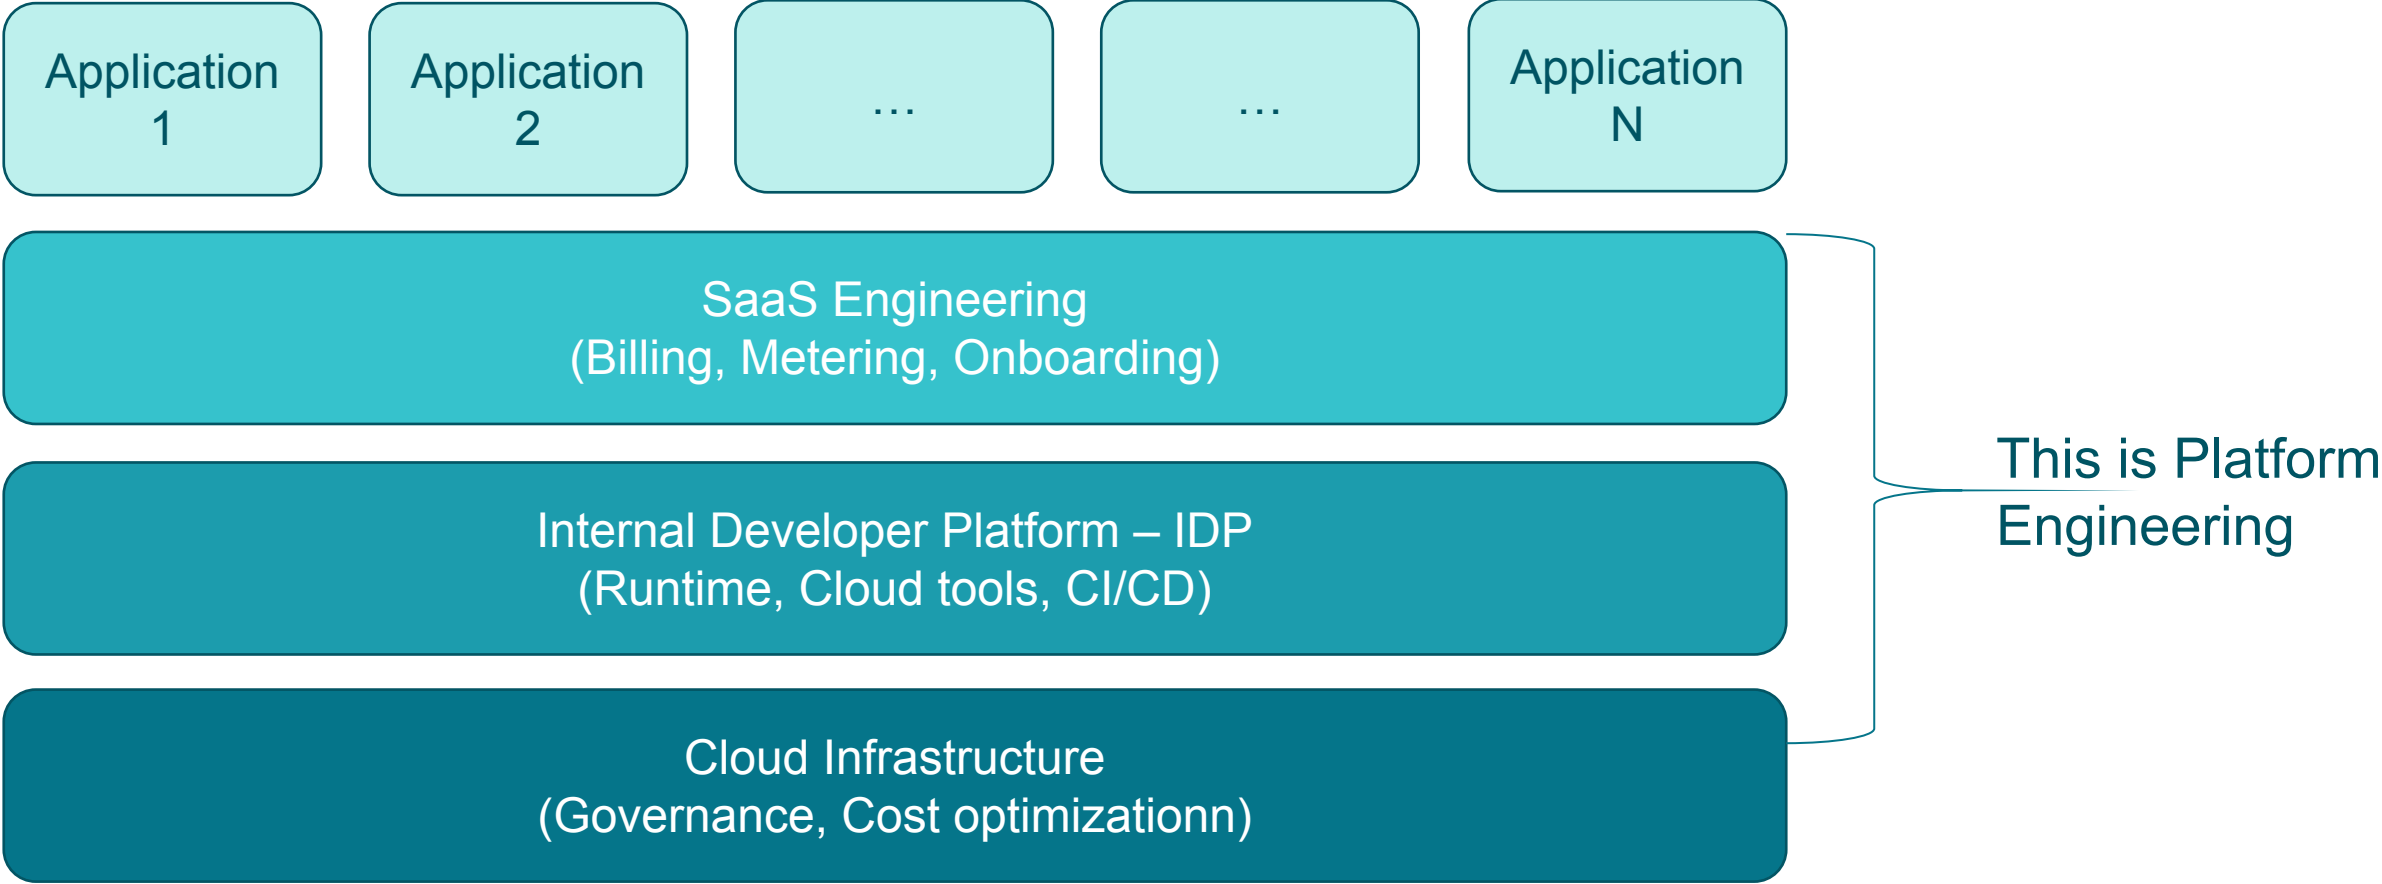 Application
1
Application
2
…
…
Application
N
SaaS Engineering
(Billing, Metering, Onboarding)
Internal Developer Platform – IDP
(Runtime, Cloud tools, CI/CD)
Cloud Infrastructure
(Governance, Cost optimizationn)
This is Platform
Engineering